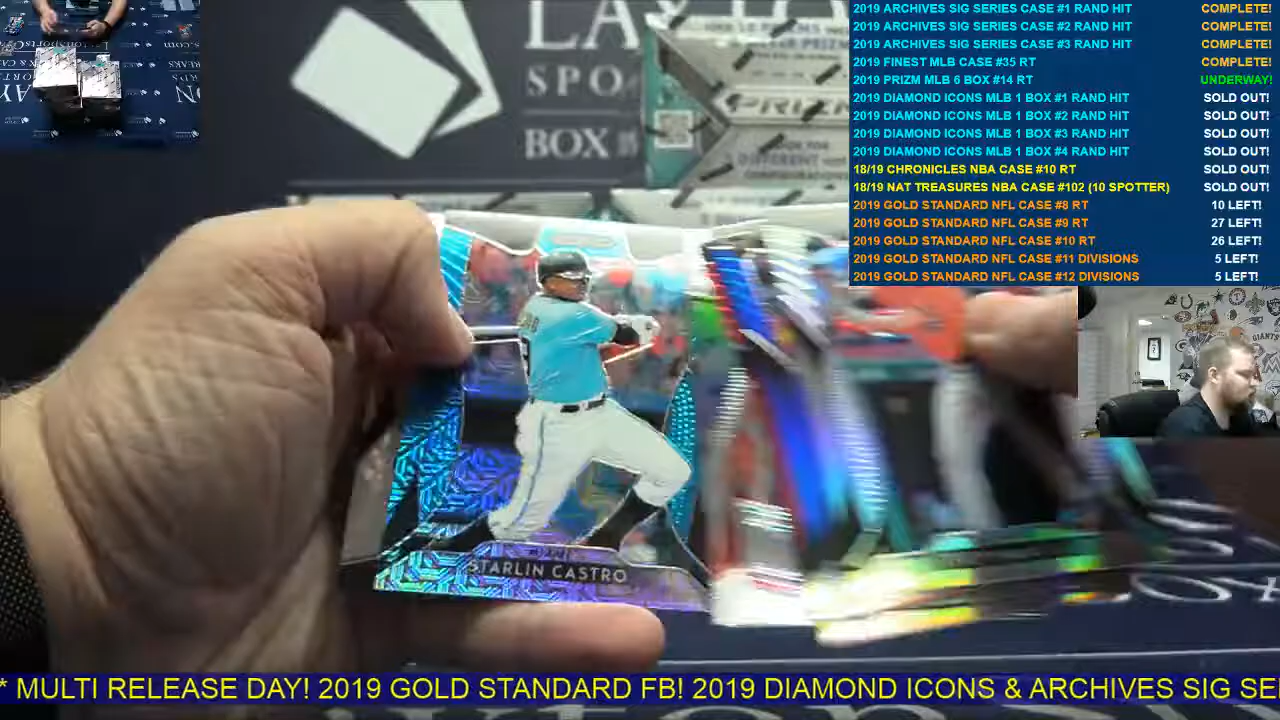 2019 ARCHIVES SIG SERIES CASE #1 RAND HIT COMPLETE!
2019 ARCHIVES SIG SERIES CASE #2 RAND HIT COMPLETE!
2019 ARCHIVES SIG SERIES CASE #3 RAND HIT COMPLETE!
2019 FINEST MLB CASE #35 RT COMPLETE!
2019 PRIZM MLB 6 BOX #14 RT UNDERWAY!
2019 DIAMOND ICONS MLB 1 BOX #1 RAND HIT SOLD OUT!
2019 DIAMOND ICONS MLB 1 BOX #2 RAND HIT SOLD OUT!
2019 DIAMOND ICONS MLB 1 BOX #3 RAND HIT SOLD OUT!
2019 DIAMOND ICONS MLB 1 BOX #4 RAND HIT SOLD OUT!
18/19 CHRONICLES NBA CASE #10 RT SOLD OUT!
18/19 NAT TREASURES NBA CASE #102 (10 SPOTTER) SOLD OUT!
2019 GOLD STANDARD NFL CASE #8 RT 10 LEFT!
2019 GOLD STANDARD NFL CASE #9 RT 27 LEFT!
2019 GOLD STANDARD NFL CASE #10 RT 26 LEFT!
2019 GOLD STANDARD NFL CASE #11 DIVISIONS 5 LEFT!
2019 GOLD STANDARD NFL CASE #12 DIVISIONS 5 LEFT!
LA
SPO
BOX
PRIZM
DIFFERENT
GIANTS
MIAMI
STARLIN CASTRO
* MULTI RELEASE DAY! 2019 GOLD STANDARD FB! 2019 DIAMOND ICONS & ARCHIVES SIG SE